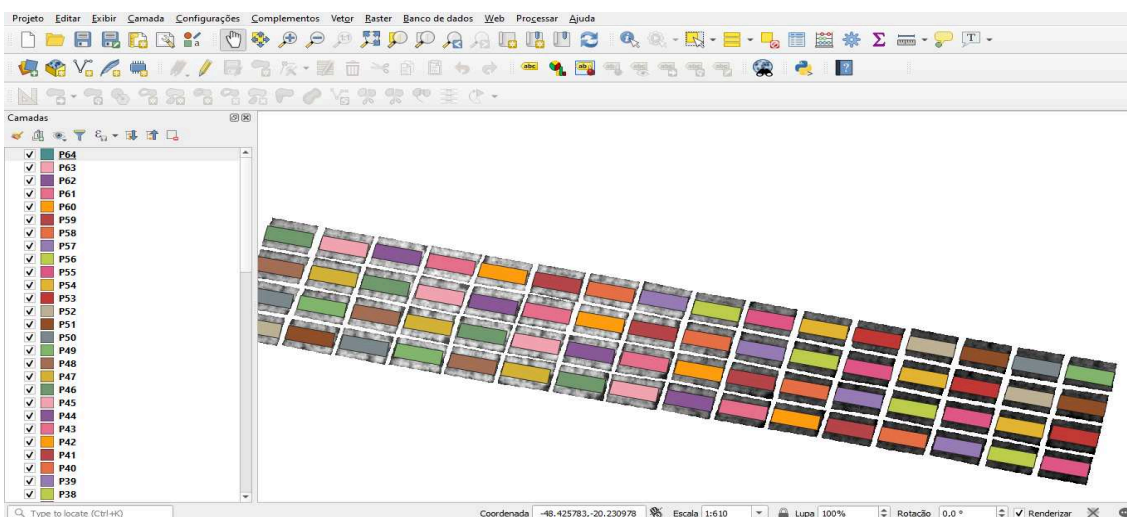 Projeto Editar Exibir Camada Configurações Complementos Vetor Raster Banco de dados Web Processar Ajuda
Camadas
P64
P63
P62
P61
P60
P59
P58
P57
P56
P55
P54
P53
P52
P51
P50
P49
P48
P47
P46
P45
P44
P43
P42
P41
P40
P39
P38
Type to locate (Ctrl+K) Coordenada -48.425783,-20.230978 Escala 1:610 Lupa 100% Rotação 0.0 ° Renderizar